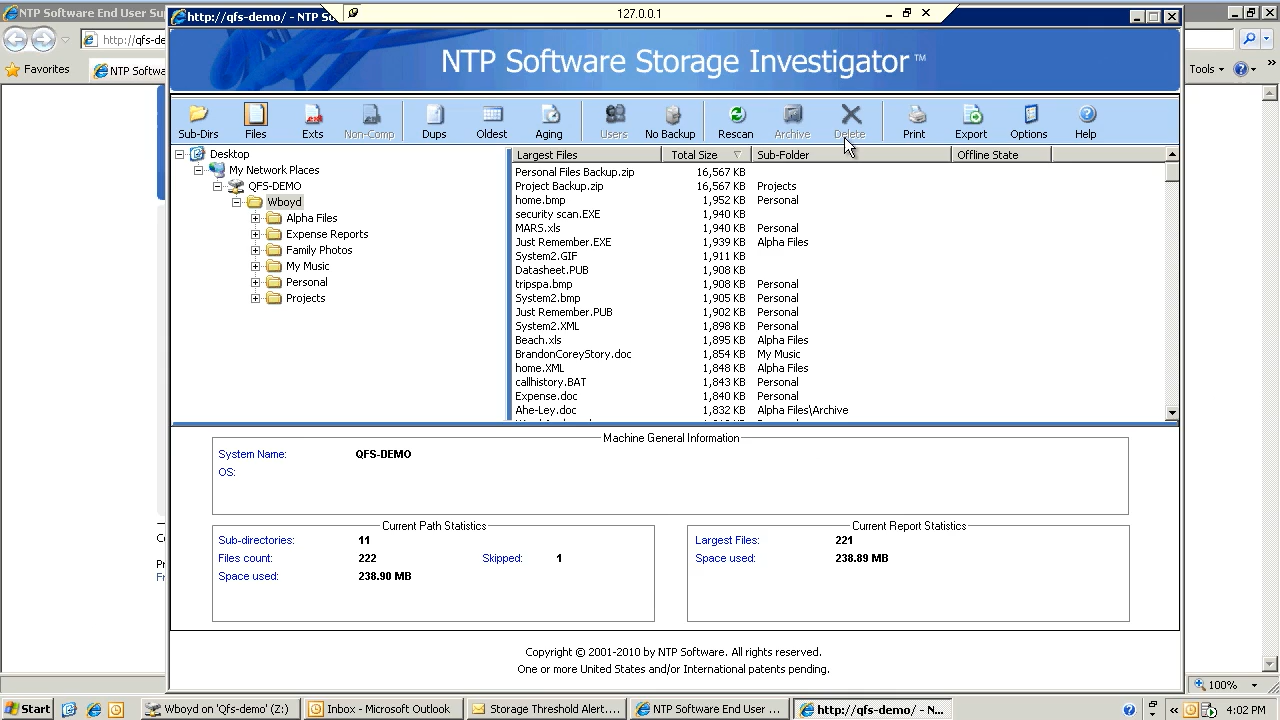 NTP Software End User Su
http://qfs-demo/ - NTP So
127.0.0.1
http://qfs-de
Favorites
NTP Softwa
Tools
NTP Software Storage Investigator™
Sub-Dirs Files Exts Non-Comp Dups Oldest Aging Users No Backup Rescan Archive Delete Print Export Options Help
Desktop
My Network Places
QFS-DEMO
Wboyd
Alpha Files
Expense Reports
Family Photos
My Music
Personal
Projects
Largest Files Total Size Sub-Folder Offline State
Personal Files Backup.zip 16,567 KB
Project Backup.zip 16,567 KB Projects
home.bmp 1,952 KB Personal
security scan.EXE 1,940 KB
MARS.xls 1,940 KB Personal
Just Remember.EXE 1,939 KB Alpha Files
System2.GIF 1,911 KB
Datasheet.PUB 1,908 KB
tripspa.bmp 1,908 KB Personal
System2.bmp 1,905 KB Personal
Just Remember.PUB 1,902 KB Personal
System2.XML 1,898 KB Personal
Beach.xls 1,895 KB Alpha Files
BrandonCoreyStory.doc 1,854 KB My Music
home.XML 1,848 KB Alpha Files
callhistory.BAT 1,843 KB Personal
Expense.doc 1,840 KB Personal
Ahe-Ley.doc 1,832 KB Alpha Files\Archive
Machine General Information
System Name: QFS-DEMO
OS:
Current Path Statistics
Sub-directories: 11
Files count: 222 Skipped: 1
Space used: 238.90 MB
Current Report Statistics
Largest Files: 221
Space used: 238.89 MB
Copyright © 2001-2010 by NTP Software. All rights reserved.
One or more United States and/or International patents pending.
100%
Start
Wboyd on 'Qfs-demo' (Z:)
Inbox - Microsoft Outlook
Storage Threshold Alert....
NTP Software End User ...
http://qfs-demo/ - N...
4:02 PM